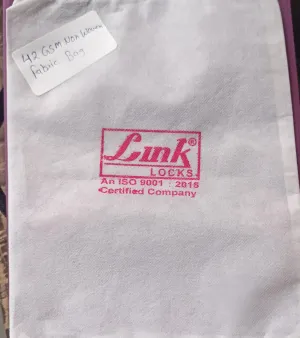 42 GSM Non Woven
Fabric Bag
Link®
LOCKS
An ISO 9001 : 2015
Certified Company